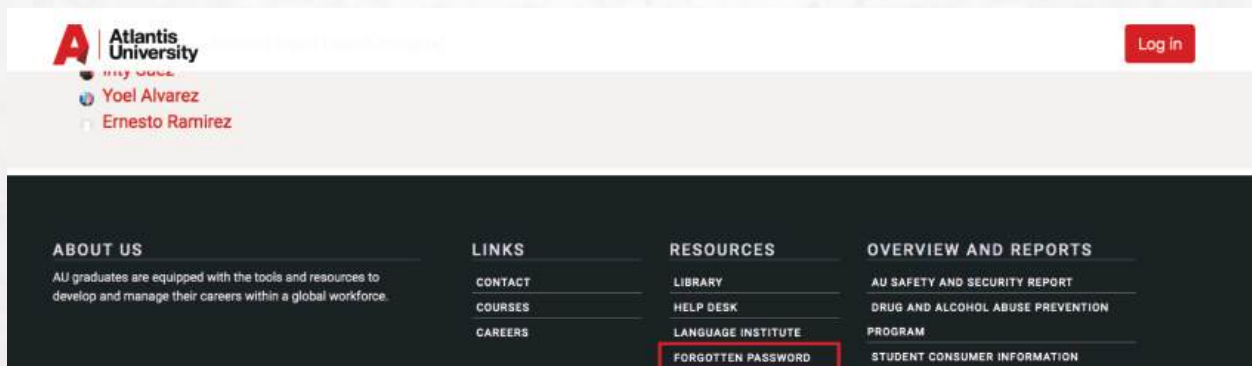 Atlantis
University
Log in
Yoel Alvarez
Ernesto Ramirez
ABOUT US
AU graduates are equipped with the tools and resources to
develop and manage their careers within a global workforce.
LINKS
CONTACT
COURSES
CAREERS
RESOURCES
LIBRARY
HELP DESK
LANGUAGE INSTITUTE
FORGOTTEN PASSWORD
OVERVIEW AND REPORTS
AU SAFETY AND SECURITY REPORT
DRUG AND ALCOHOL ABUSE PREVENTION
PROGRAM
STUDENT CONSUMER INFORMATION